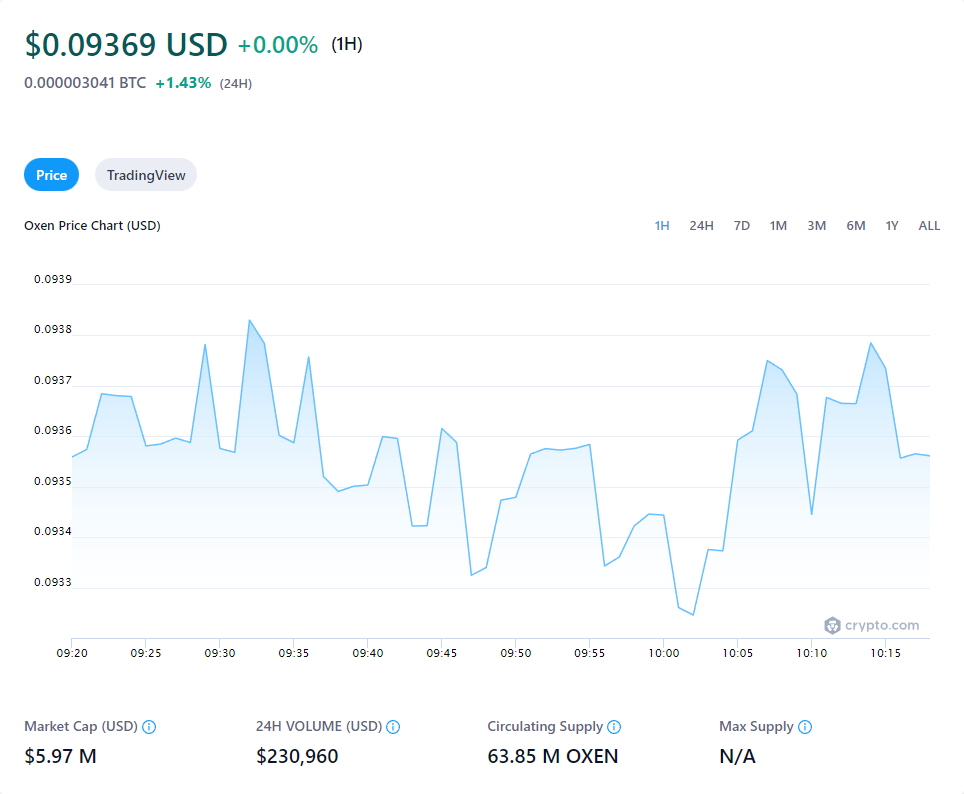 $0.09369 USD +0.00% (1H)
0.000003041 BTC +1.43% (24H)
Price TradingView
Oxen Price Chart (USD) 1H 24H 7D 1M 3M 6M 1Y ALL
0.0939
0.0938
0.0937
0.0936
0.0935
0.0934
0.0933
crypto.com
09:20 09:25 09:30 09:35 09:40 09:45 09:50 09:55 10:00 10:05 10:10 10:15
Market Cap (USD) 24H VOLUME (USD) Circulating Supply Max Supply
$5.97 M $230,960 63.85 M OXEN N/A